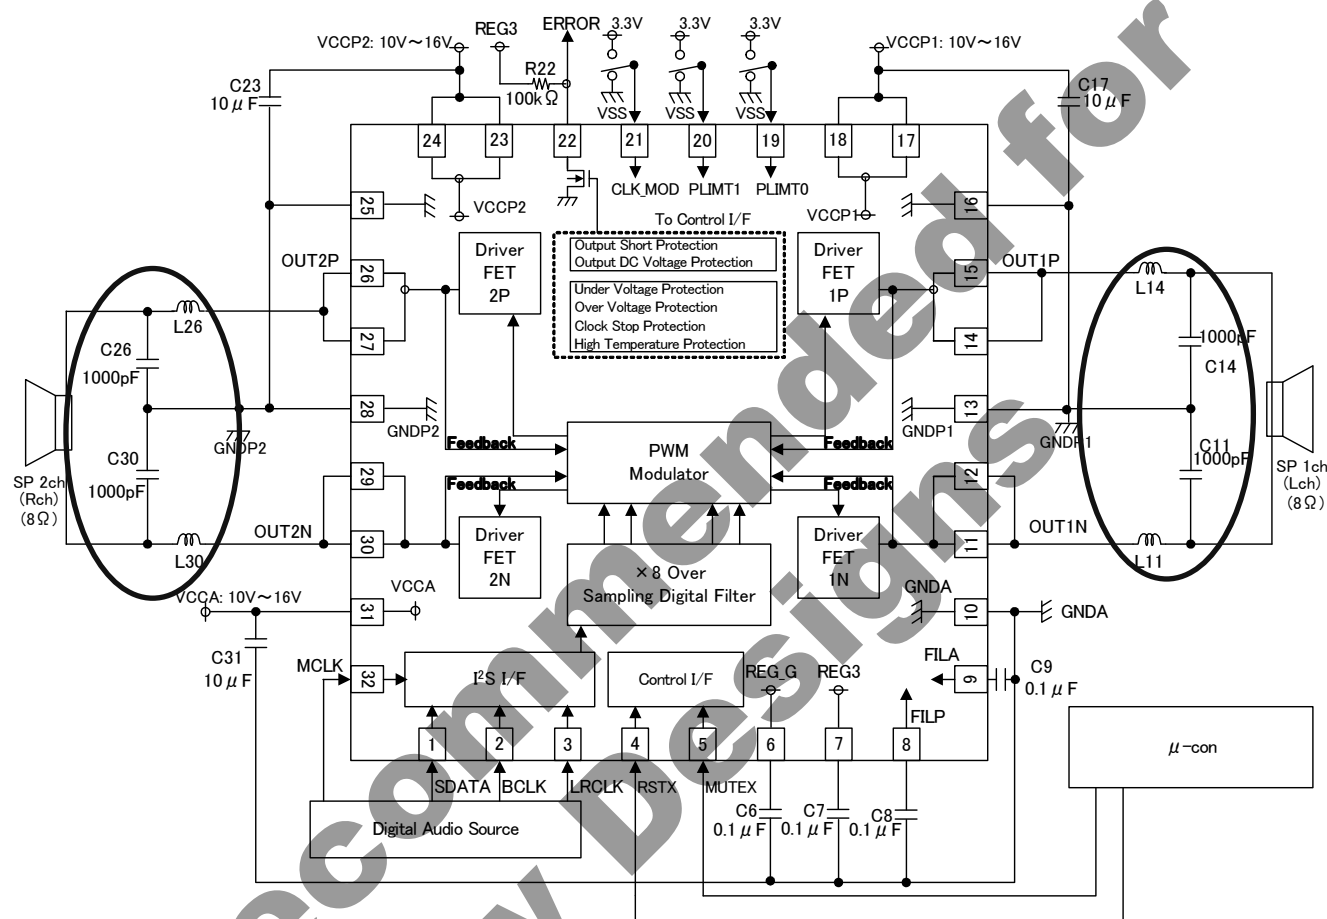 3.3V 3.3V 3.3V
REG3 ERROR
VCCP2: 10V～16V
VCCP1: 10V～16V
R22
100kΩ
C23
10μF
C17
10μF
VSS VSS VSS
24 23 22 21 20 19 18 17
CLK_MOD PLIMT1 PLIMT0
25
16
VCCP2
VCCP1
To Control I/F
Driver
FET
2P
Output Short Protection
Output DC Voltage Protection
Under Voltage Protection
Over Voltage Protection
Clock Stop Protection
High Temperature Protection
Driver
FET
1P
OUT2P
26
27
15
14
OUT1P
L26
L14
C26
1000pF
1000pF
C14
28
GNDP2
GNDP2
13
GNDP1
GNDP1
Feedback
Feedback
PWM
Modulator
Feedback
Feedback
C30
1000pF
C11
1000pF
SP 2ch
(Rch)
(8Ω)
SP 1ch
(Lch)
(8Ω)
29
30
12
11
OUT2N
OUT1N
L30
L11
Driver
FET
2N
Driver
FET
1N
×8 Over
Sampling Digital Filter
VCCA: 10V～16V
31
VCCA
GNDA
10
GNDA
C31
10μF
MCLK
32
I²S I/F
Control I/F
REG_G REG3
FILA
9
C9
0.1μF
FILP
1 2 3 4 5 6 7 8
μ-con
SDATA BCLK LRCLK RSTX MUTEX
Digital Audio Source
C6
0.1μF
C7
0.1μF
C8
0.1μF
ecommended for
Designs